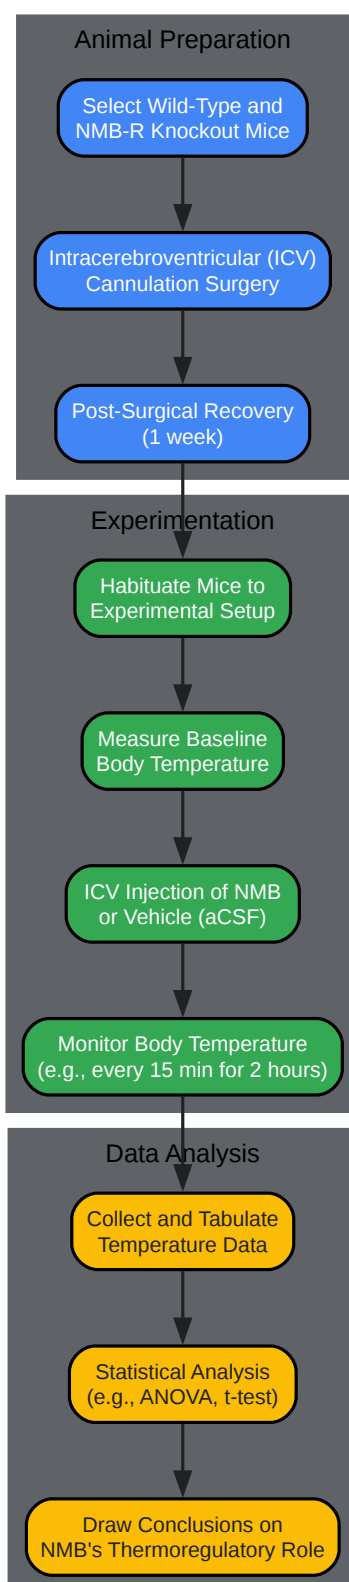 Animal Preparation
Select Wild-Type and
NMB-R Knockout Mice
Intracerebroventricular (ICV)
Cannulation Surgery
Post-Surgical Recovery
(1 week)
Experimentation
Habituate Mice to
Experimental Setup
Measure Baseline
Body Temperature
ICV Injection of NMB
or Vehicle (aCSF)
Monitor Body Temperature
(e.g., every 15 min for 2 hours)
Data Analysis
Collect and Tabulate
Temperature Data
Statistical Analysis
(e.g., ANOVA, t-test)
Draw Conclusions on
NMB's Thermoregulatory Role